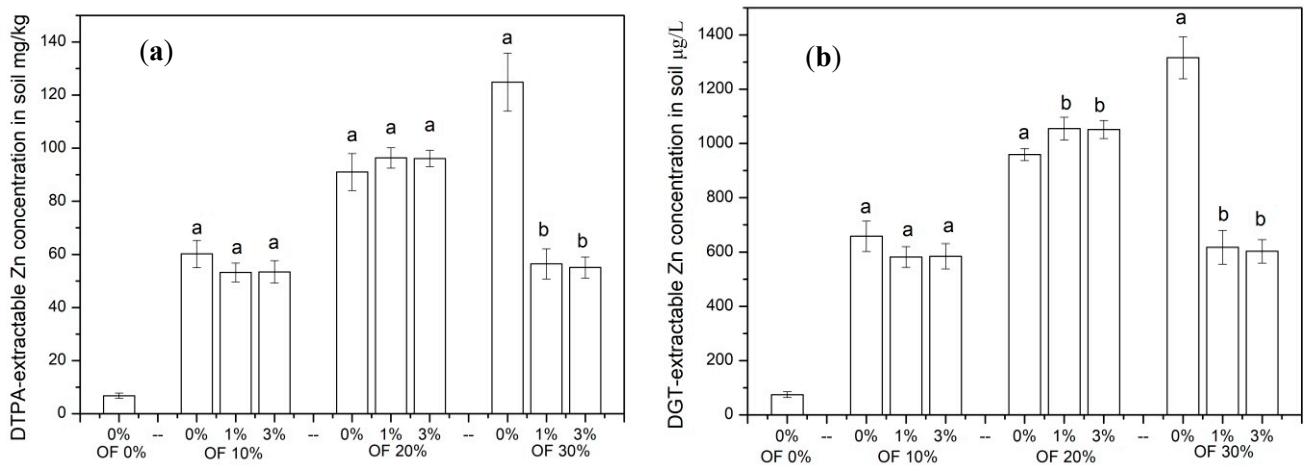 (a)
DTPA-extractable Zn concentration in soil mg/kg
140
120
100
80
60
40
20
0
a
a a a
a a a
a
b b
0% -- 0% 1% 3% -- 0% 1% 3% -- 0% 1% 3%
OF 0% OF 10% OF 20% OF 30%
(b)
DGT-extractable Zn concentration in soil µg/L
1400
1200
1000
800
600
400
200
0
a
a b b
a a a
b b
0% -- 0% 1% 3% -- 0% 1% 3% -- 0% 1% 3%
OF 0% OF 10% OF 20% OF 30%